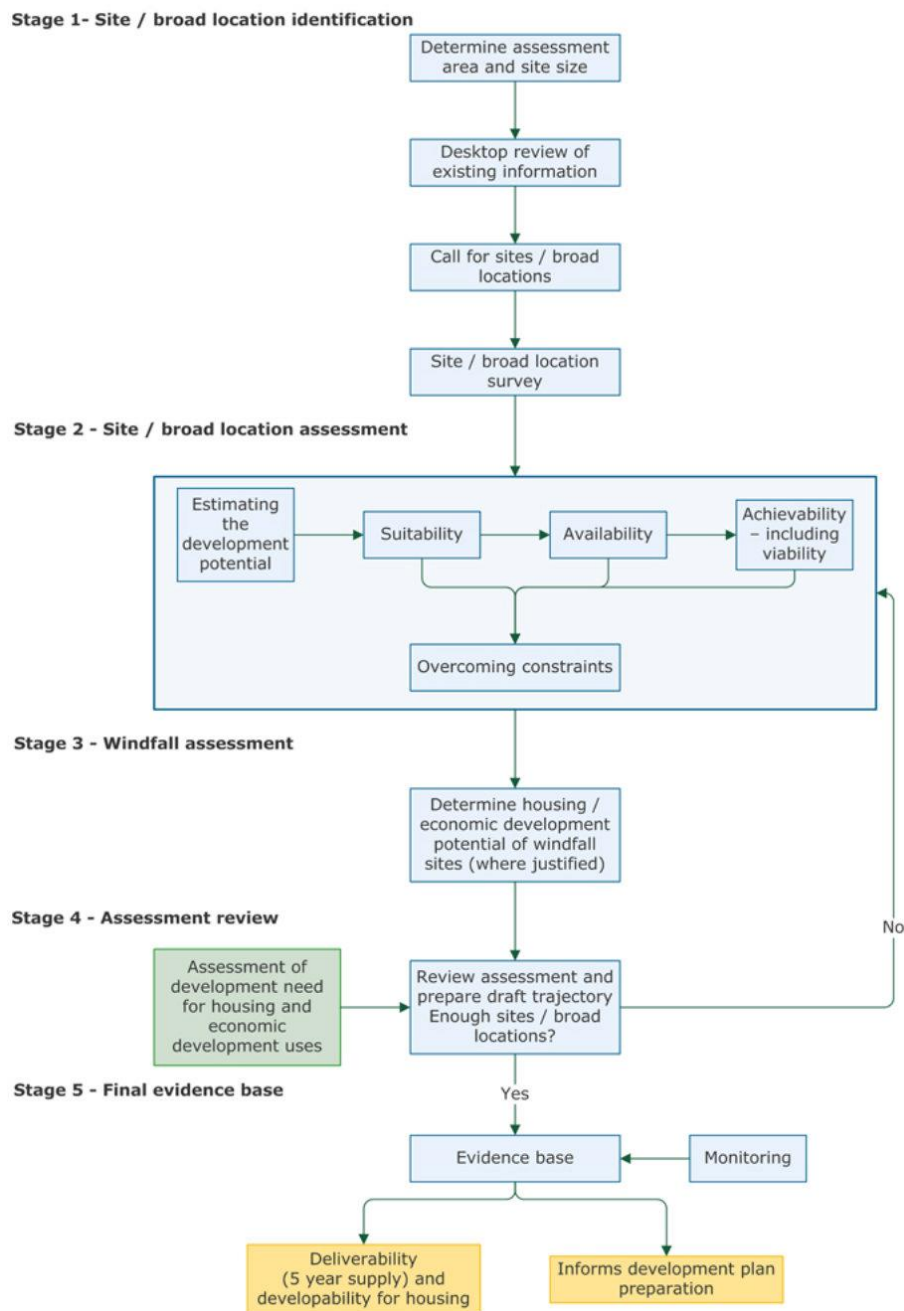 Stage 1- Site / broad location identification
Determine assessment
area and site size
Desktop review of
existing information
Call for sites / broad
locations
Site / broad location
survey
Stage 2 - Site / broad location assessment
Estimating
the
development
potential
Suitability
Availability
Achievability
– including
viability
Overcoming constraints
Stage 3 - Windfall assessment
Determine housing /
economic development
potential of windfall
sites (where justified)
Stage 4 - Assessment review
No
Assessment of
development need
for housing and
economic
development uses
Review assessment and
prepare draft trajectory
Enough sites / broad
locations?
Stage 5 - Final evidence base
Yes
Evidence base
Monitoring
Deliverability
(5 year supply) and
developability for housing
Informs development plan
preparation